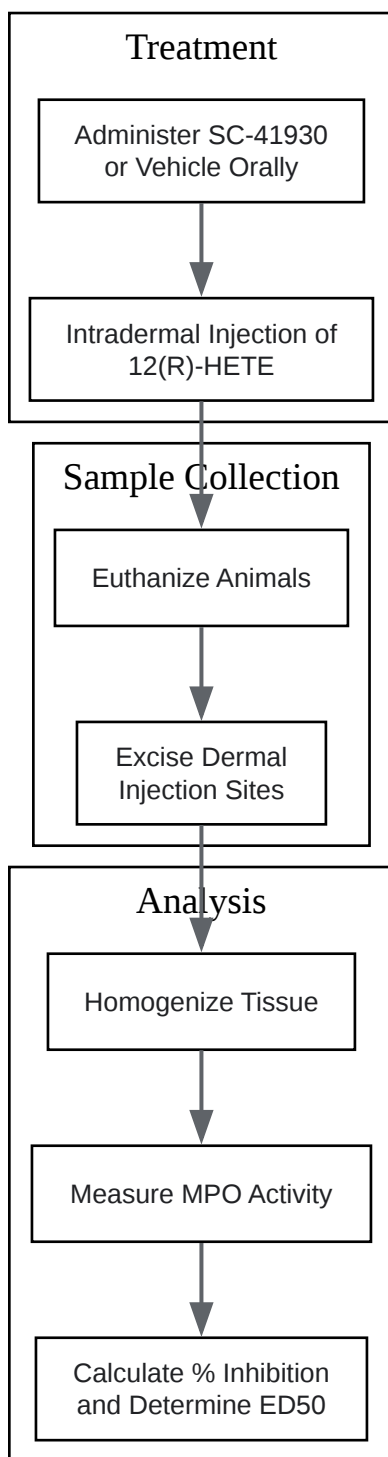 Treatment
Administer SC-41930
or Vehicle Orally
Intradermal Injection of
12(R)-HETE
Sample Collection
Euthanize Animals
Excise Dermal
Injection Sites
Analysis
Homogenize Tissue
Measure MPO Activity
Calculate % Inhibition
and Determine ED50